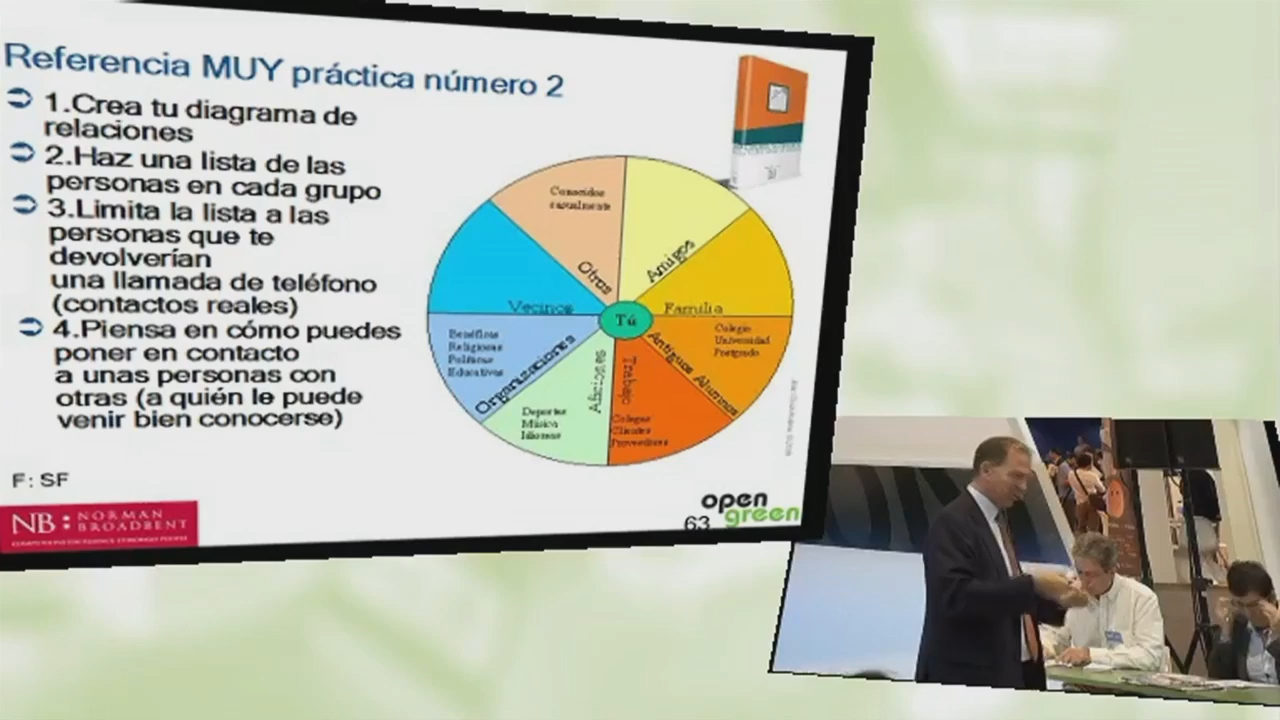 Referencia MUY práctica número 2
1.Crea tu diagrama de
relaciones
2.Haz una lista de las
personas en cada grupo
3.Limita la lista a las
personas que te
devolverían
una llamada de teléfono
(contactos reales)
4.Piensa en cómo puedes
poner en contacto
a unas personas con
otras (a quién le puede
venir bien conocerse)
F: SF
NB: NORMAN
BROADBENT
Conocidos
casualmente
Otros
Amigos
Vecinos
Familia
Tú
Benéficas
Religiosas
Políticas
Educativas
Organizaciones
Colegio
Universidad
Postgrado
Antiguos Alumnos
Aficiones
Deportes
Música
Idiomas
Trabajo
Colegas
Clientes
Proveedores
open
green
63